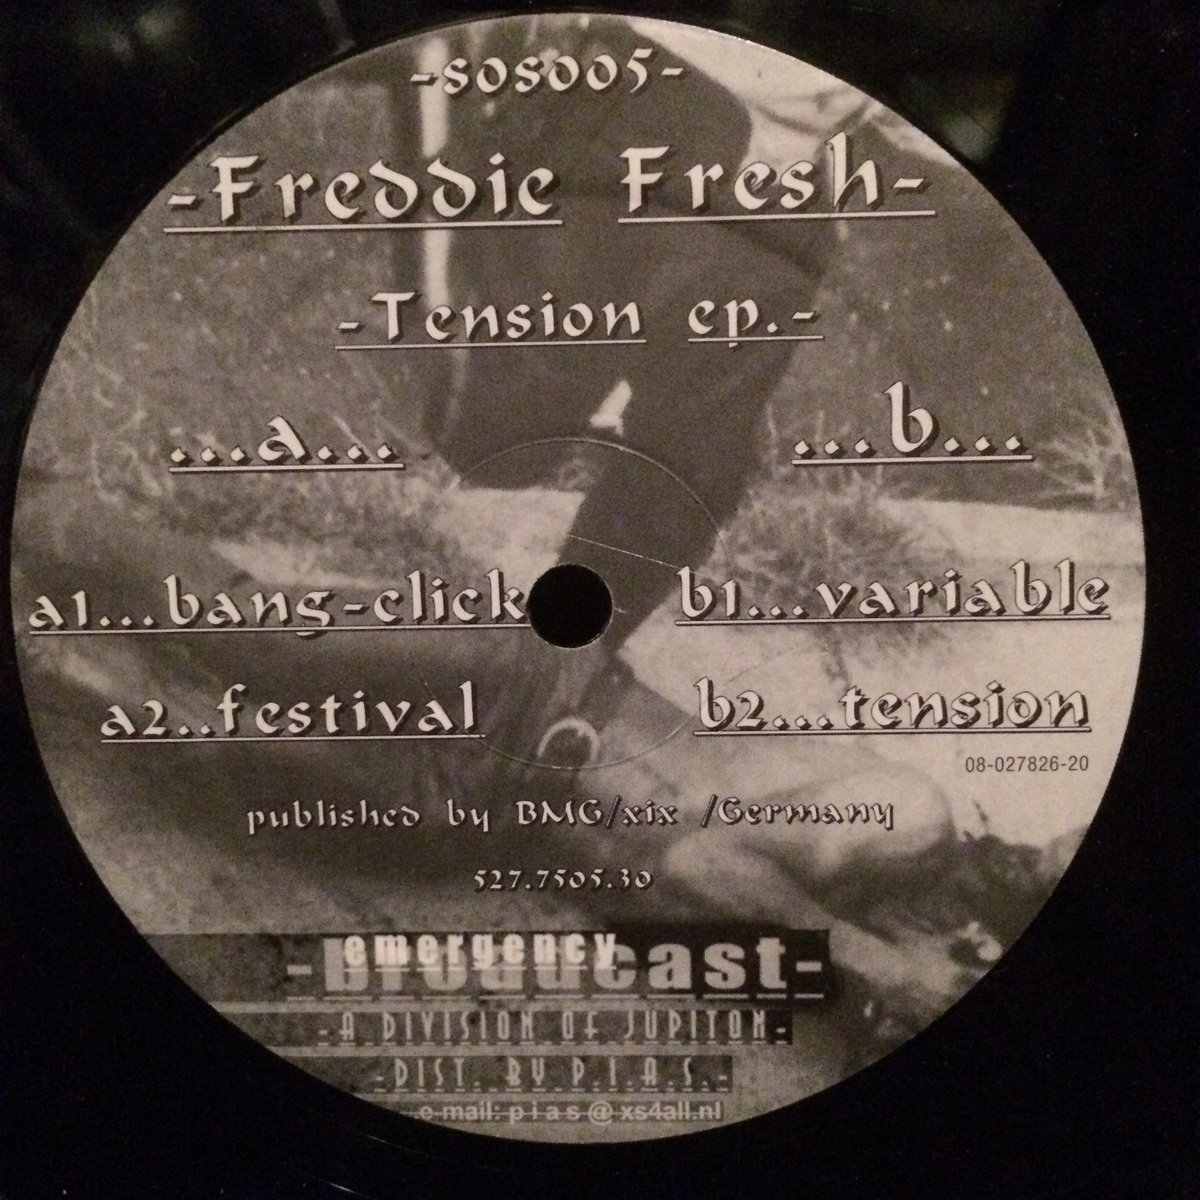 -sosoo5-
-Freddie Fresh-
-Tension ep.-
...a...
a1...bang-click
a2..festival
...b...
b1...variable
b2...tension
08-027826-20
published by BMG/xix /Germany
527.7505.30
-emergency broadcast-
-A DIVISION OF JUPITON-
-DIST. BY P.I.A.S.-
e-mail: p i a s @ xs4all.nl